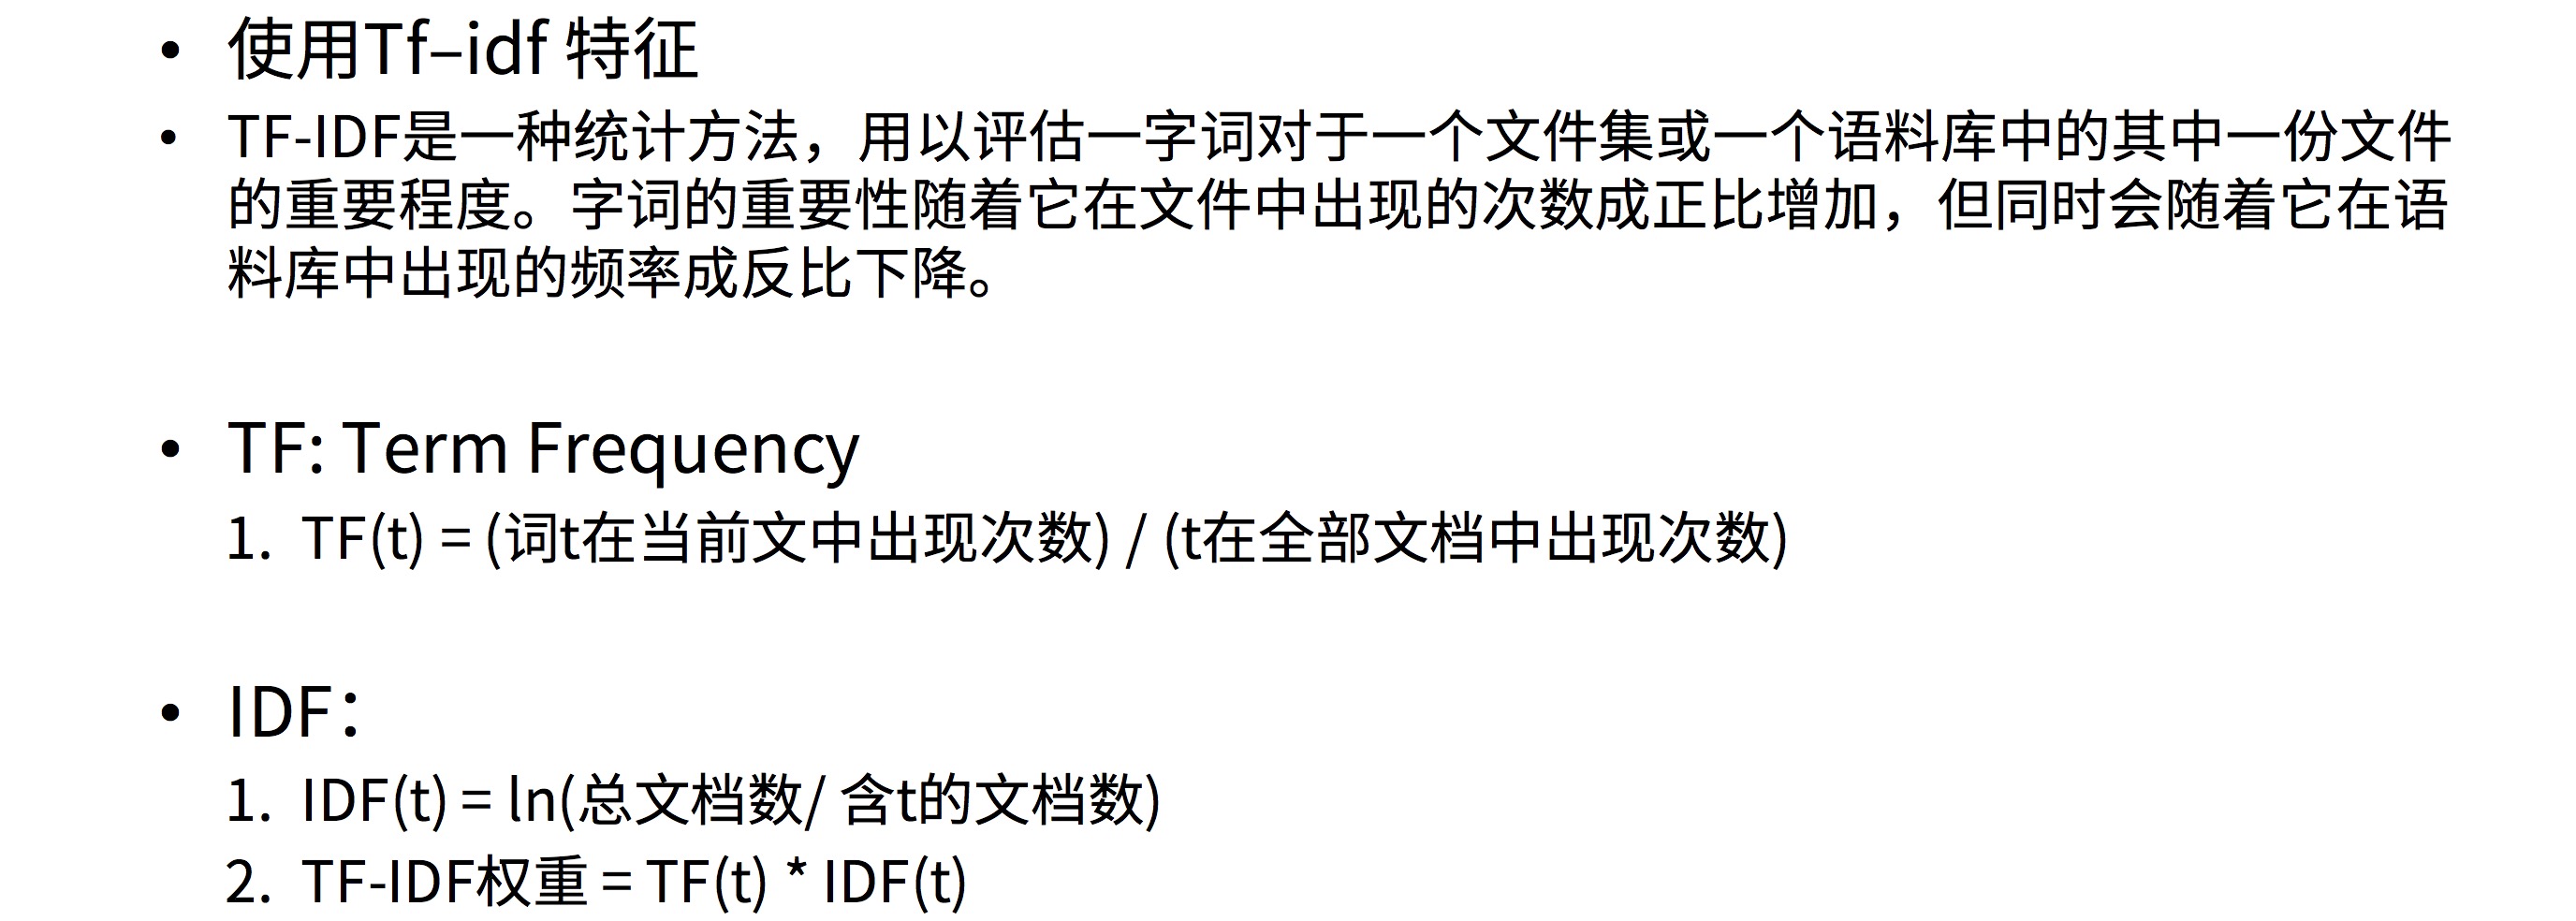 • 使用Tf–idf 特征
• TF-IDF是一种统计方法，用以评估一字词对于一个文件集或一个语料库中的其中一份文件
的重要程度。字词的重要性随着它在文件中出现的次数成正比增加，但同时会随着它在语
料库中出现的频率成反比下降。
• TF: Term Frequency
1. TF(t) = (词t在当前文中出现次数) / (t在全部文档中出现次数)
• IDF：
1. IDF(t) = ln(总文档数/ 含t的文档数)
2. TF-IDF权重 = TF(t) * IDF(t)